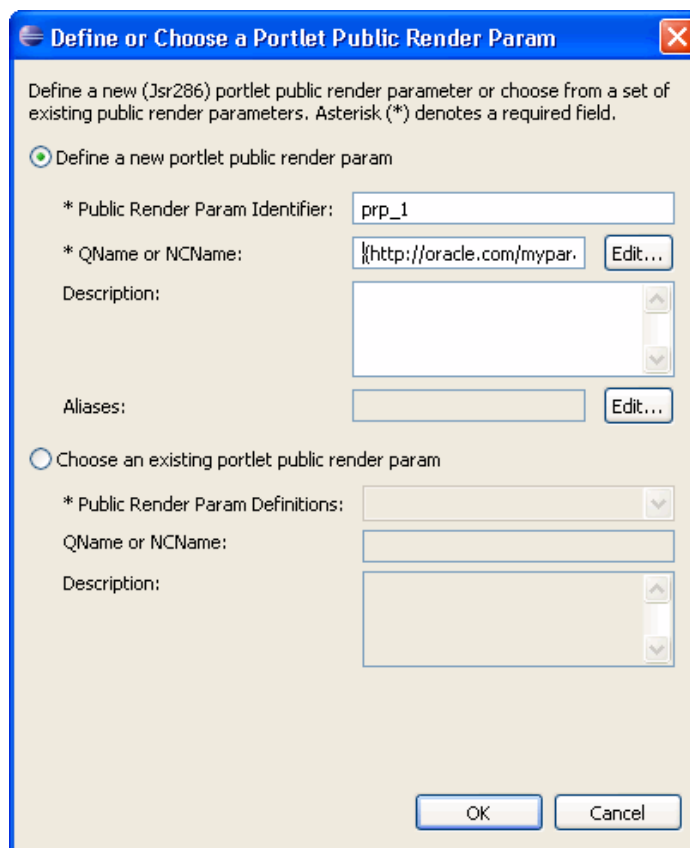 Define or Choose a Portlet Public Render Param
Define a new (Jsr286) portlet public render parameter or choose from a set of
existing public render parameters. Asterisk (*) denotes a required field.
Define a new portlet public render param
* Public Render Param Identifier: prp_1
* QName or NCName: {http://oracle.com/mypar Edit...
Description:
Aliases: Edit...
Choose an existing portlet public render param
* Public Render Param Definitions:
QName or NCName:
Description:
OK Cancel